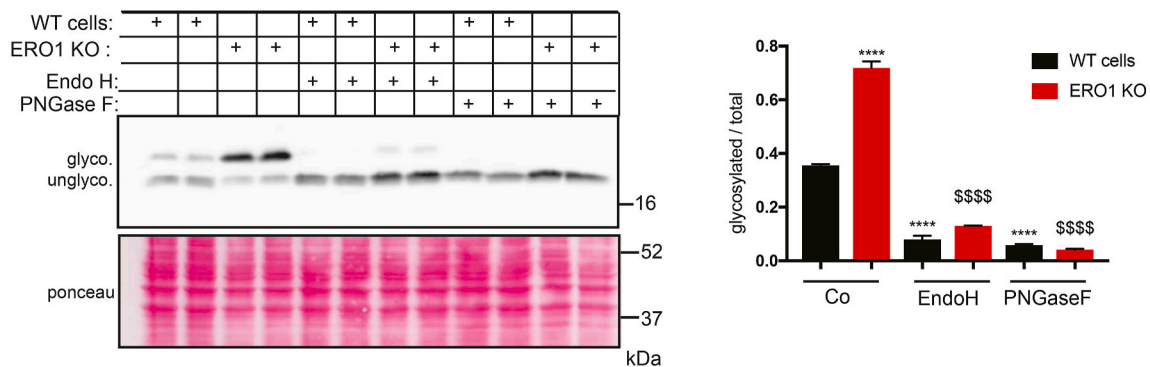 WT cells: + + + + + +
ERO1 KO : + + + + + +
Endo H: + + + +
PNGase F: + + + +
glyco.
unglyco.
16
52
ponceau
37
kDa
glycosylated / total
0.8
0.6
0.4
0.2
0.0
****
****
$$$$
****
$$$$
WT cells
ERO1 KO
Co EndoH PNGaseF